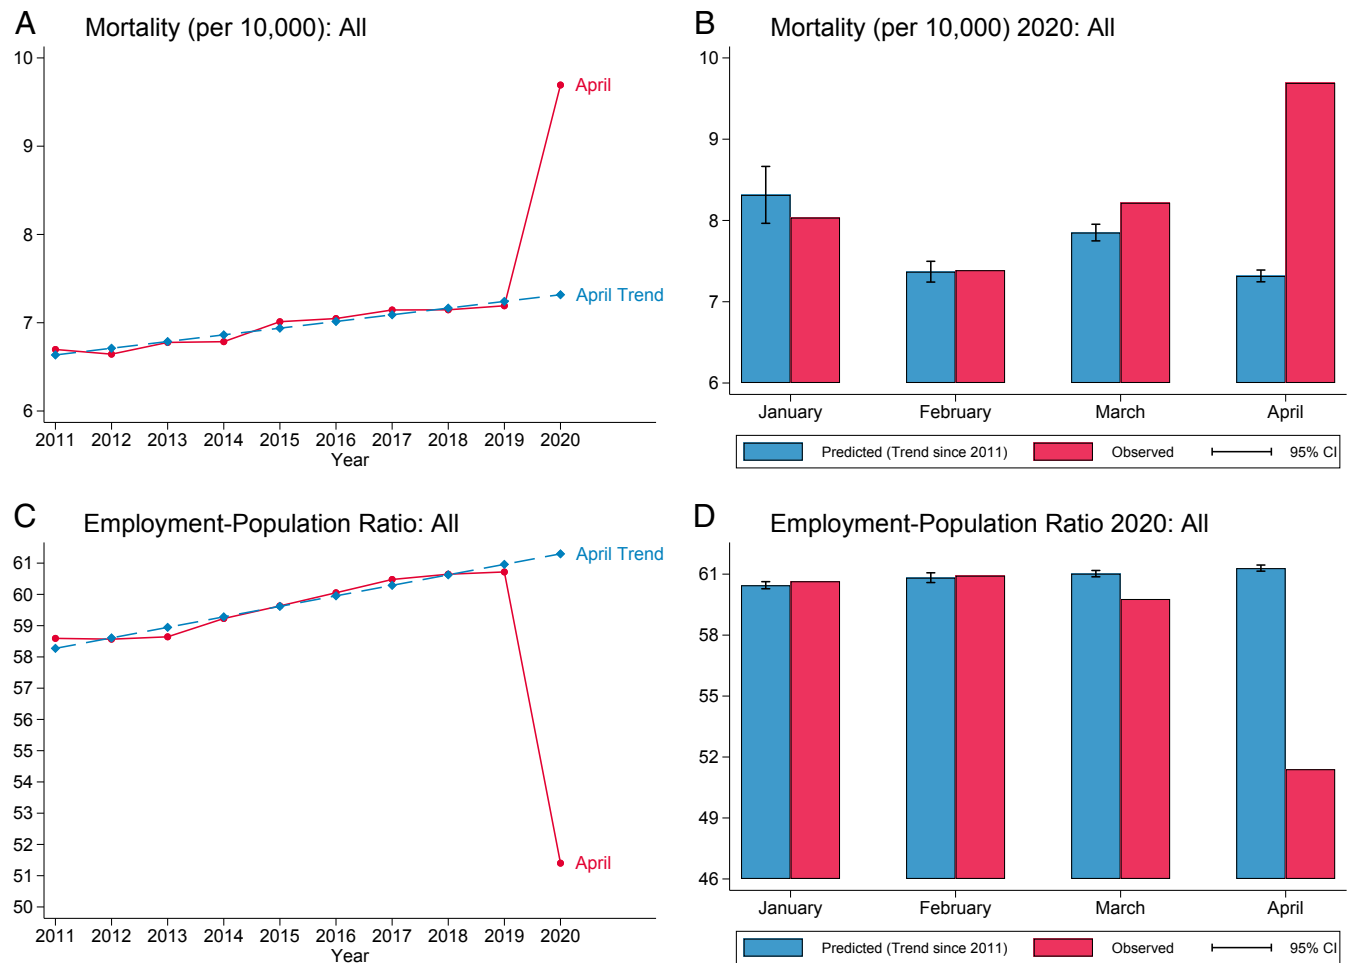 A Mortality (per 10,000): All
10
9
8
7
6
April
April Trend
2011 2012 2013 2014 2015 2016 2017 2018 2019 2020
Year
B Mortality (per 10,000) 2020: All
10
9
8
7
6
January February March April
Predicted (Trend since 2011) Observed 95% CI
C Employment-Population Ratio: All
61
60
59
58
57
56
55
54
53
52
51
50
April Trend
April
2011 2012 2013 2014 2015 2016 2017 2018 2019 2020
Year
D Employment-Population Ratio 2020: All
61
58
55
52
49
46
January February March April
Predicted (Trend since 2011) Observed 95% CI